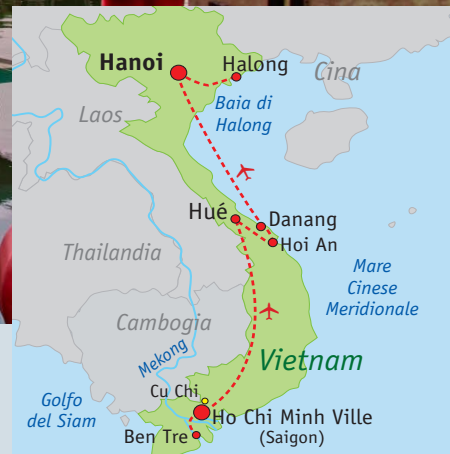 Hanoi
Halong
Cina
Baia di
Halong
Laos
Hué
Danang
Hoi An
Thailandia
Mare
Cinese
Meridionale
Cambogia
Mekong
Vietnam
Cu Chi
Golfo
del Siam
Ho Chi Minh Ville
(Saigon)
Ben Tre